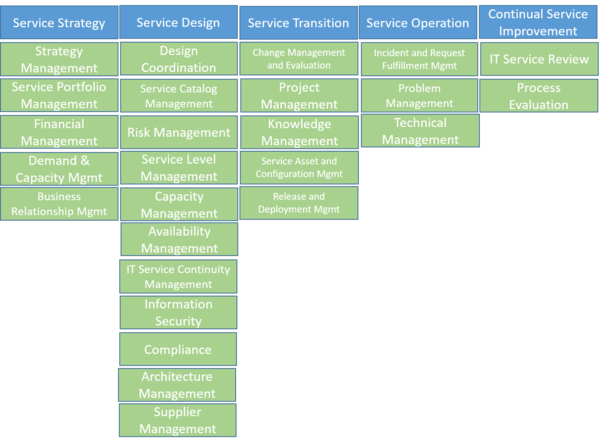 Service Strategy
Strategy
Management
Service Portfolio
Management
Financial
Management
Demand &
Capacity Mgmt
Business
Relationship Mgmt
Service Design
Design
Coordination
Service Catalog
Management
Risk Management
Service Level
Management
Capacity
Management
Availability
Management
IT Service Continuity
Management
Information
Security
Compliance
Architecture
Management
Supplier
Management
Service Transition
Change Management
and Evaluation
Project
Management
Knowledge
Management
Service Asset and
Configuration Mgmt
Release and
Deployment Mgmt
Service Operation
Incident and Request
Fulfillment Mgmt
Problem
Management
Technical
Management
Continual Service
Improvement
IT Service Review
Process
Evaluation